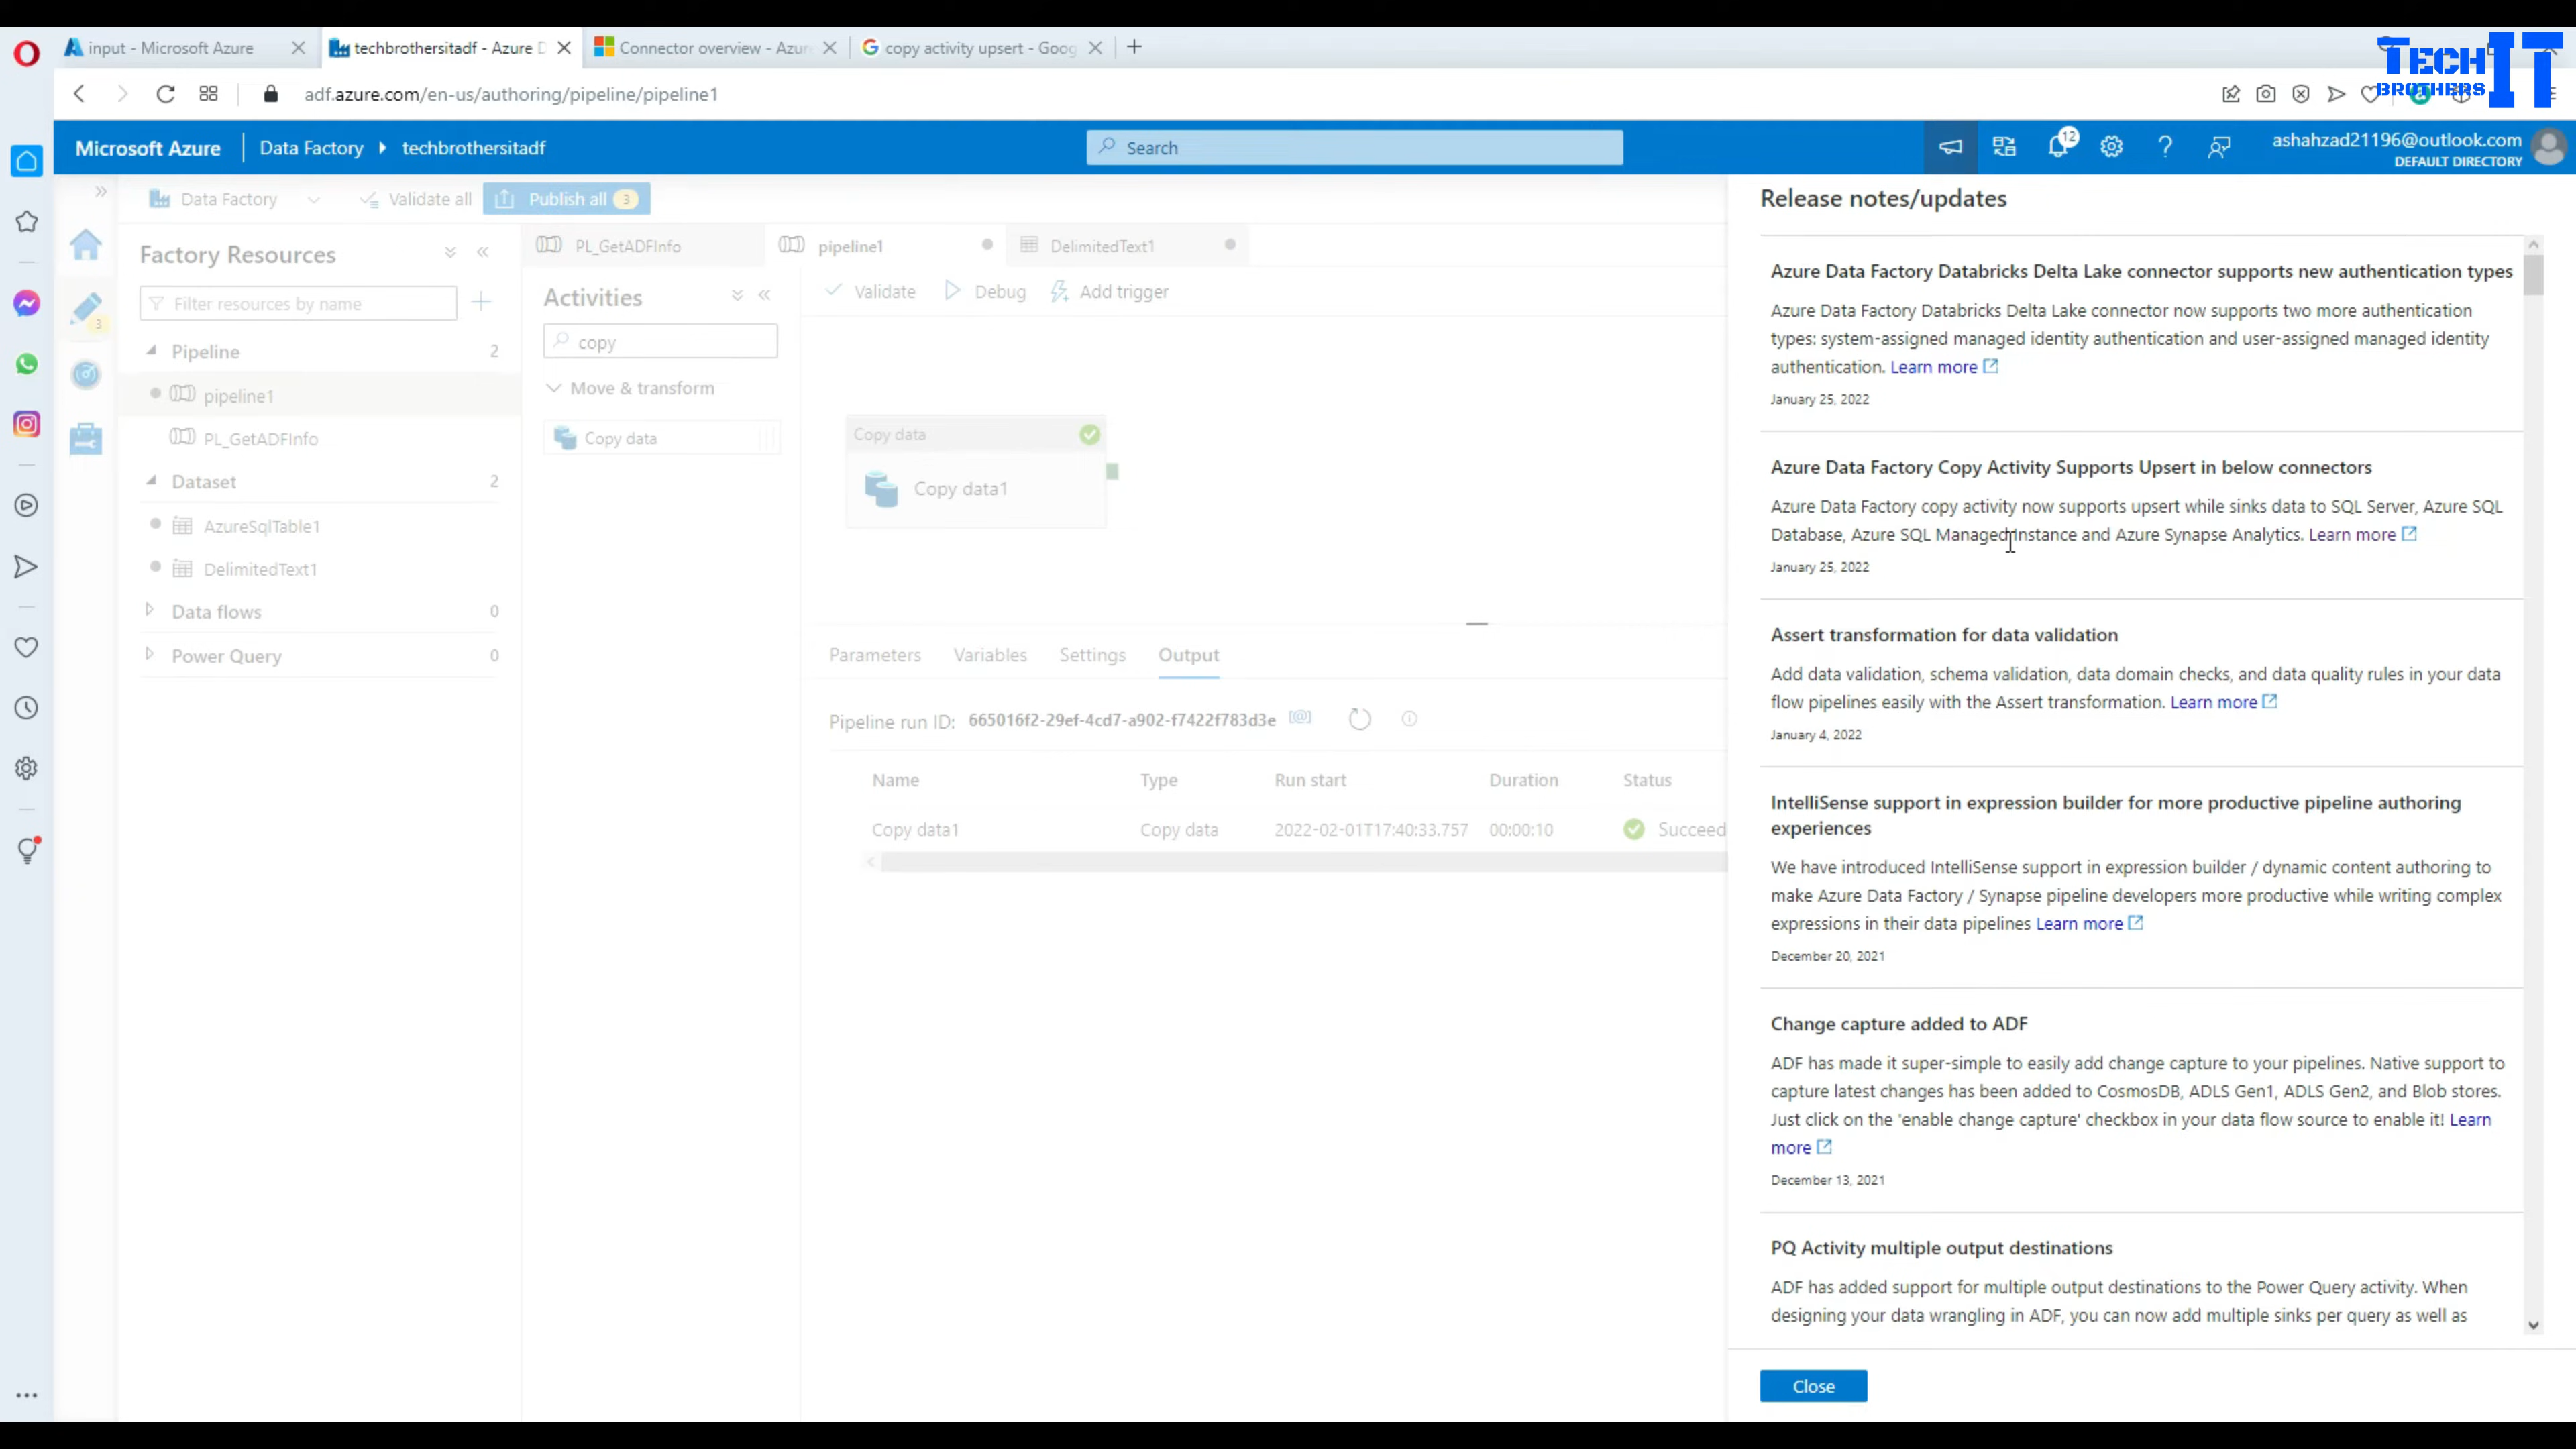 input - Microsoft Azure
techbrothersitadf - Azure D
Connector overview - Azur
copy activity upsert - Goog
TECH IT
BROTHERS
adf.azure.com/en-us/authoring/pipeline/pipeline1
Microsoft Azure
Data Factory
techbrothersitadf
Search
12
ashahzad21196@outlook.com
DEFAULT DIRECTORY
Data Factory
Validate all
Publish all
3
Factory Resources
Filter resources by name
3
Pipeline
2
pipeline1
PL_GetADFInfo
Dataset
2
AzureSqlTable1
DelimitedText1
Data flows
0
Power Query
0
PL_GetADFInfo
pipeline1
DelimitedText1
Activities
copy
Move & transform
Copy data
Validate
Debug
Add trigger
Copy data
Copy data1
Parameters
Variables
Settings
Output
Pipeline run ID: 665016f2-29ef-4cd7-a902-f7422f783d3e
Name
Type
Run start
Duration
Status
Copy data1
Copy data
2022-02-01T17:40:33.757
00:00:10
Succeed
Release notes/updates
Azure Data Factory Databricks Delta Lake connector supports new authentication types
Azure Data Factory Databricks Delta Lake connector now supports two more authentication
types: system-assigned managed identity authentication and user-assigned managed identity
authentication. Learn more
January 25, 2022
Azure Data Factory Copy Activity Supports Upsert in below connectors
Azure Data Factory copy activity now supports upsert while sinks data to SQL Server, Azure SQL
Database, Azure SQL Managed Instance and Azure Synapse Analytics. Learn more
January 25, 2022
Assert transformation for data validation
Add data validation, schema validation, data domain checks, and data quality rules in your data
flow pipelines easily with the Assert transformation. Learn more
January 4, 2022
IntelliSense support in expression builder for more productive pipeline authoring
experiences
We have introduced IntelliSense support in expression builder / dynamic content authoring to
make Azure Data Factory / Synapse pipeline developers more productive while writing complex
expressions in their data pipelines Learn more
December 20, 2021
Change capture added to ADF
ADF has made it super-simple to easily add change capture to your pipelines. Native support to
capture latest changes has been added to CosmosDB, ADLS Gen1, ADLS Gen2, and Blob stores.
Just click on the 'enable change capture' checkbox in your data flow source to enable it! Learn
more
December 13, 2021
PQ Activity multiple output destinations
ADF has added support for multiple output destinations to the Power Query activity. When
designing your data wrangling in ADF, you can now add multiple sinks per query as well as
Close